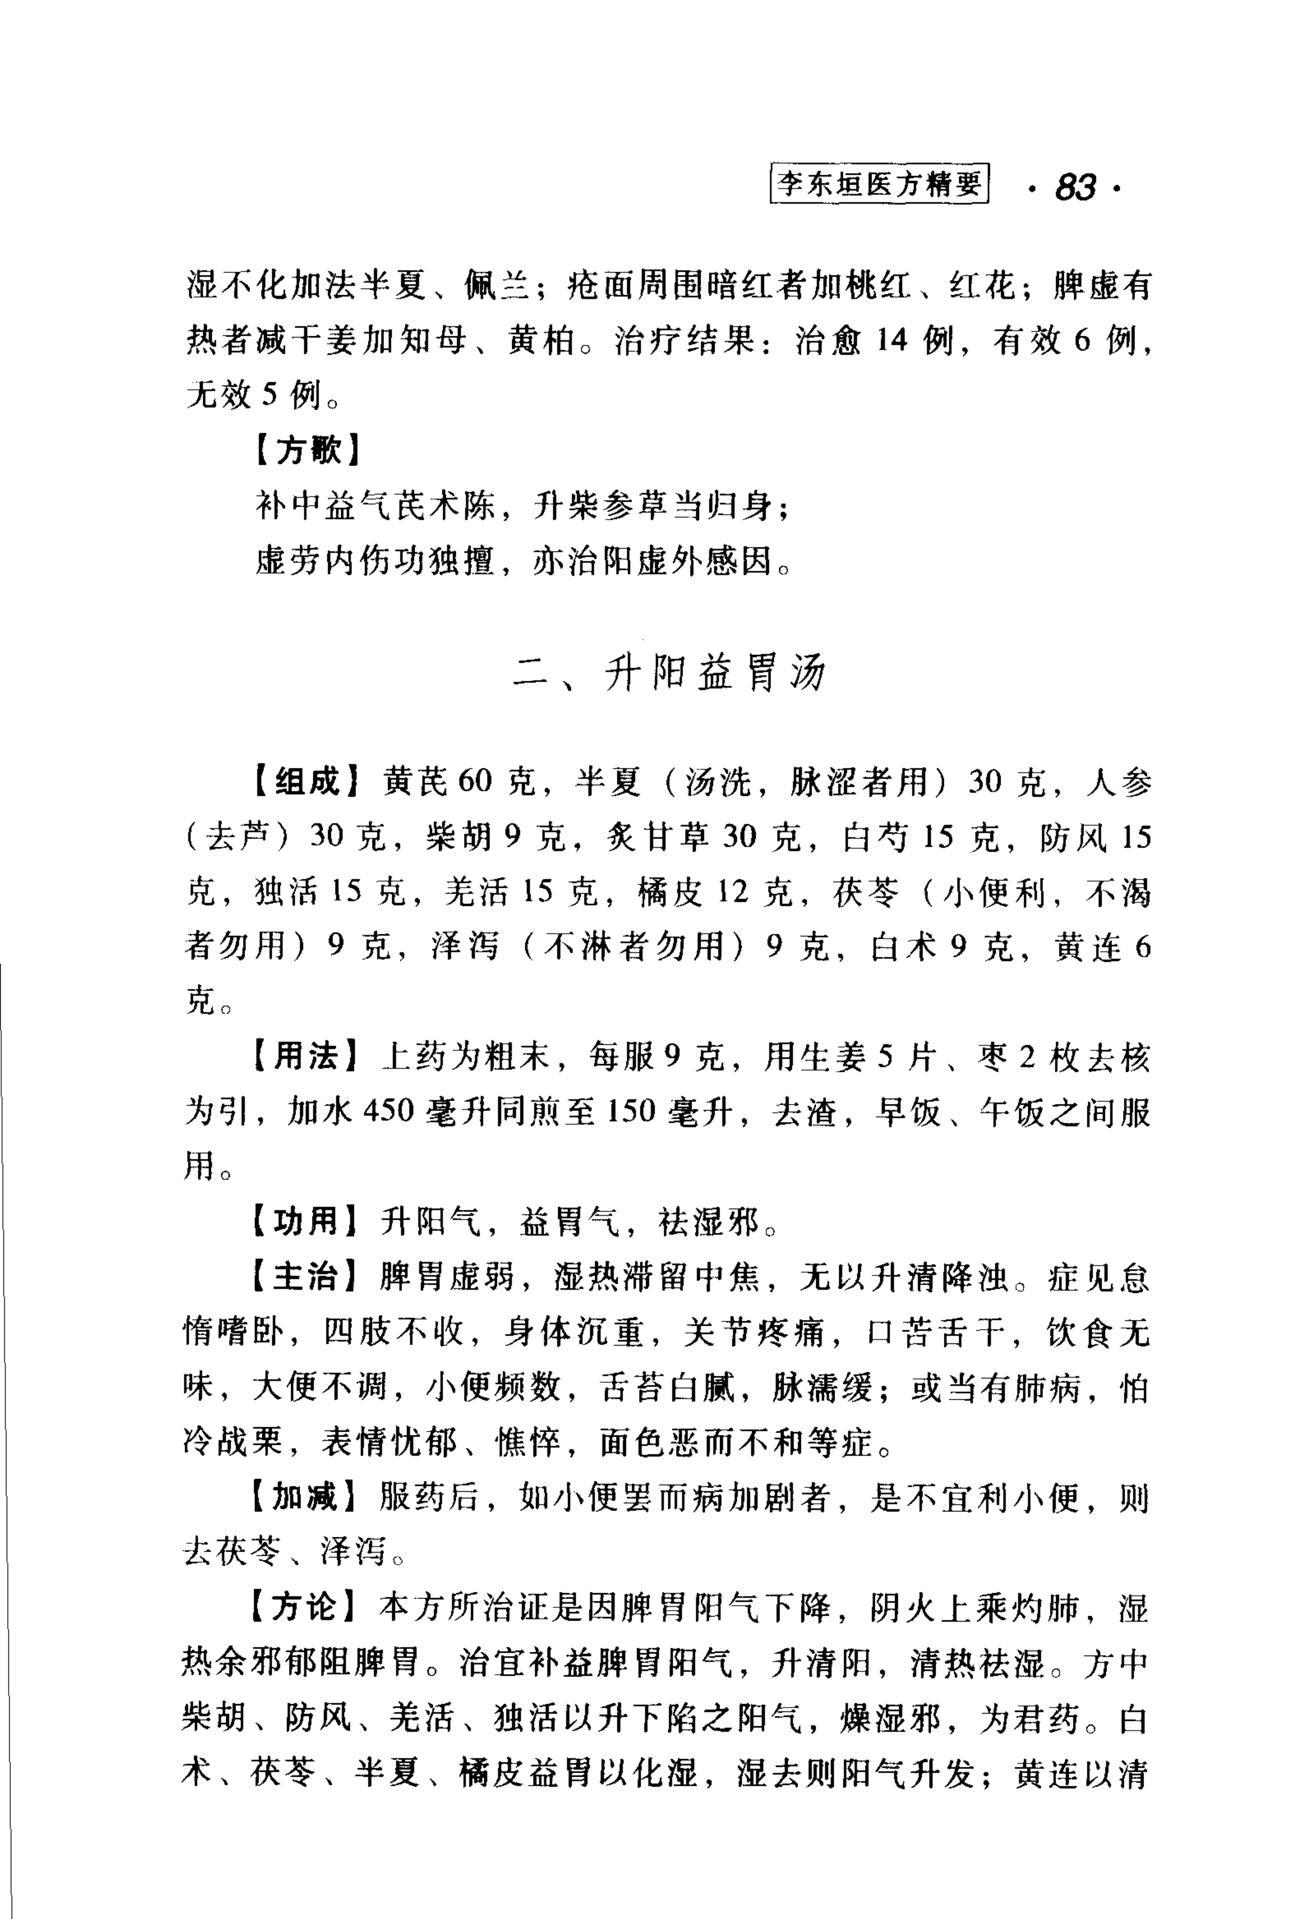 李东垣医方精要 · 83 ·
湿不化加法半夏、佩兰；疮面周围暗红者加桃红、红花；脾虚有
热者减干姜加知母、黄柏。治疗结果：治愈 14 例，有效 6 例，
无效 5 例。
【方歌】
补中益气芪术陈，升柴参草当归身；
虚劳内伤功独擅，亦治阳虚外感因。
二、升阳益胃汤
【组成】黄芪 60 克，半夏（汤洗，脉涩者用）30 克，人参
（去芦）30 克，柴胡 9 克，炙甘草 30 克，白芍 15 克，防风 15
克，独活 15 克，羌活 15 克，橘皮 12 克，茯苓（小便利，不渴
者勿用）9 克，泽泻（不淋者勿用）9 克，白术 9 克，黄连 6
克。
【用法】上药为粗末，每服 9 克，用生姜 5 片、枣 2 枚去核
为引，加水 450 毫升同煎至 150 毫升，去渣，早饭、午饭之间服
用。
【功用】升阳气，益胃气，祛湿邪。
【主治】脾胃虚弱，湿热滞留中焦，无以升清降浊。症见怠
惰嗜卧，四肢不收，身体沉重，关节疼痛，口苦舌干，饮食无
味，大便不调，小便频数，舌苔白腻，脉濡缓；或当有肺病，怕
冷战栗，表情忧郁、憔悴，面色恶而不和等症。
【加减】服药后，如小便罢而病加剧者，是不宜利小便，则
去茯苓、泽泻。
【方论】本方所治证是因脾胃阳气下降，阴火上乘灼肺，湿
热余邪郁阻脾胃。治宜补益脾胃阳气，升清阳，清热祛湿。方中
柴胡、防风、羌活、独活以升下陷之阳气，燥湿邪，为君药。白
术、茯苓、半夏、橘皮益胃以化湿，湿去则阳气升发；黄连以清